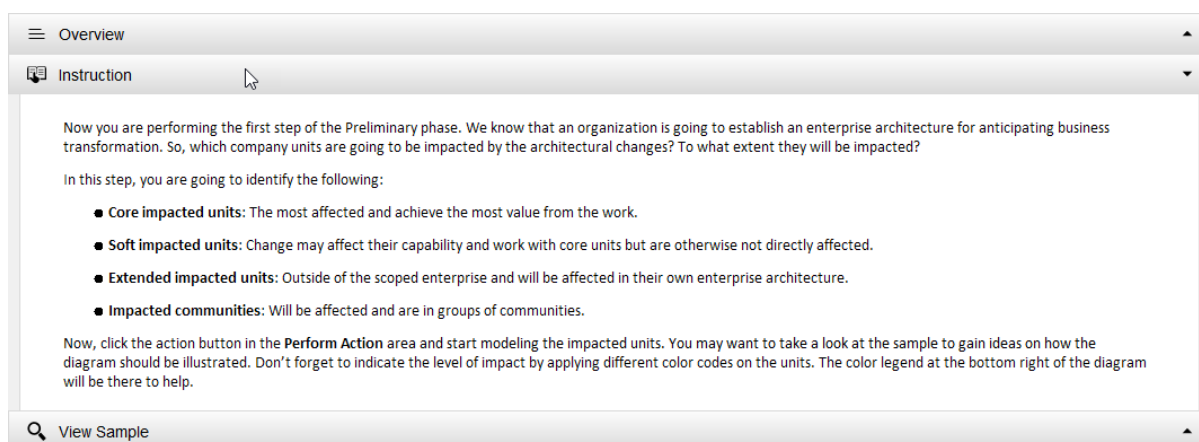 Overview
Instruction
Now you are performing the first step of the Preliminary phase. We know that an organization is going to establish an enterprise architecture for anticipating business
transformation. So, which company units are going to be impacted by the architectural changes? To what extent they will be impacted?
In this step, you are going to identify the following:
● Core impacted units: The most affected and achieve the most value from the work.
● Soft impacted units: Change may affect their capability and work with core units but are otherwise not directly affected.
● Extended impacted units: Outside of the scoped enterprise and will be affected in their own enterprise architecture.
● Impacted communities: Will be affected and are in groups of communities.
Now, click the action button in the Perform Action area and start modeling the impacted units. You may want to take a look at the sample to gain ideas on how the
diagram should be illustrated. Don’t forget to indicate the level of impact by applying different color codes on the units. The color legend at the bottom right of the diagram
will be there to help.
View Sample